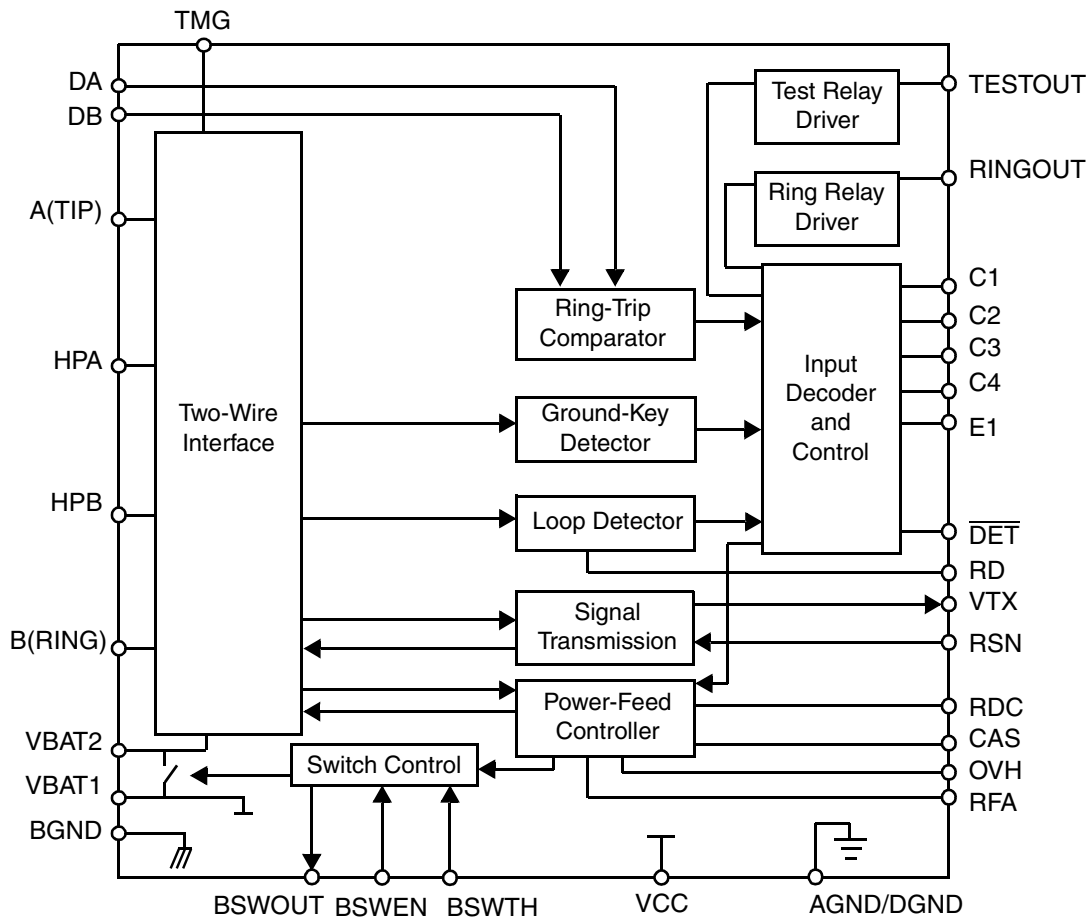 TMG
DA
DB
A(TIP)
HPA
HPB
B(RING)
VBAT2
VBAT1
BGND
Two-Wire
Interface
Test Relay
Driver
Ring Relay
Driver
Ring-Trip
Comparator
Ground-Key
Detector
Loop Detector
Signal
Transmission
Power-Feed
Controller
Switch Control
Input
Decoder
and
Control
TESTOUT
RINGOUT
C1
C2
C3
C4
E1
D̅E̅T̅
RD
VTX
RSN
RDC
CAS
OVH
RFA
BSWOUT
BSWEN
BSWTH
VCC
AGND/DGND